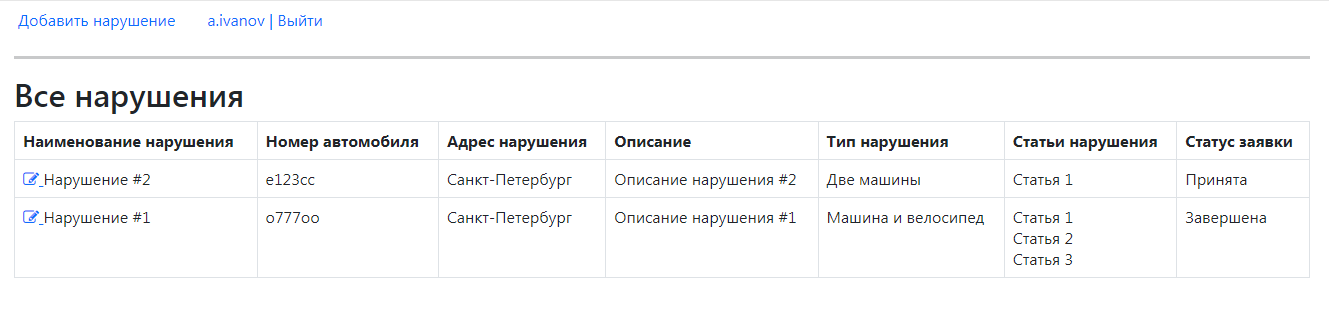 Добавить нарушение a.ivanov | Выйти
Все нарушения
Наименование нарушения Номер автомобиля Адрес нарушения Описание Тип нарушения Статьи нарушения Статус заявки
Нарушение #2 е123сс Санкт-Петербург Описание нарушения #2 Две машины Статья 1 Принята
Нарушение #1 о777оо Санкт-Петербург Описание нарушения #1 Машина и велосипед Статья 1 Завершена
Статья 2
Статья 3